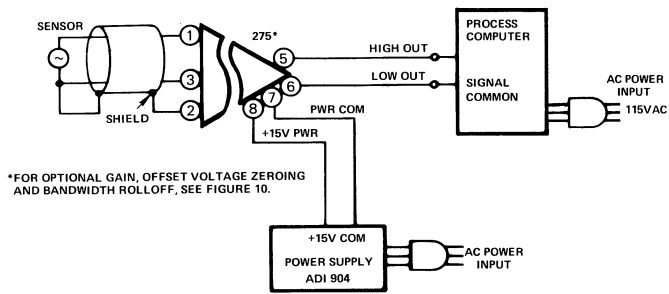 SENSOR
1
275*
~
3
2
SHIELD
5
6
7
8
HIGH OUT
LOW OUT
PWR COM
+15V PWR
PROCESS
COMPUTER
SIGNAL
COMMON
AC POWER
INPUT
115VAC
*FOR OPTIONAL GAIN, OFFSET VOLTAGE ZEROING
AND BANDWIDTH ROLLOFF, SEE FIGURE 10.
+15V COM
POWER SUPPLY
ADI 904
AC POWER
INPUT